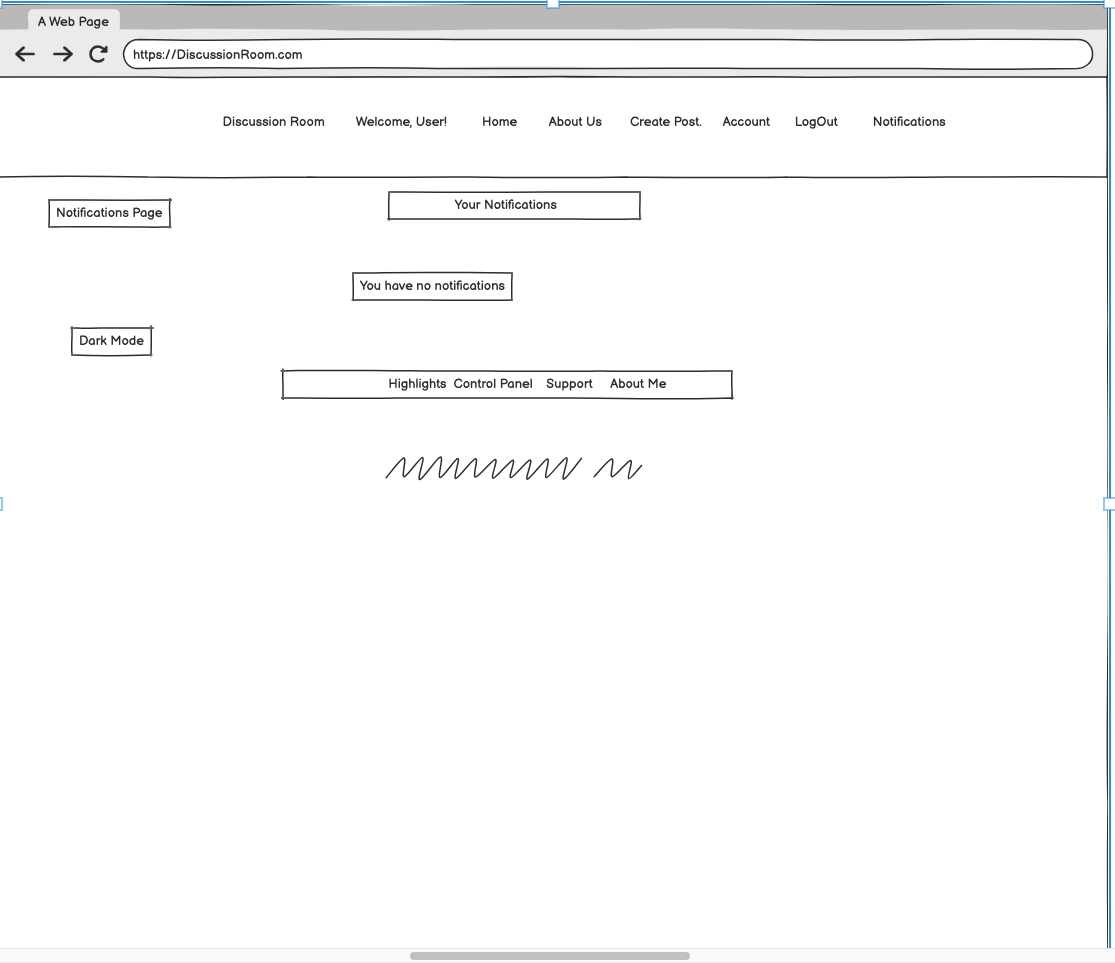 A Web Page
https://DiscussionRoom.com
Discussion Room Welcome, User! Home About Us Create Post. Account LogOut Notifications
Notifications Page
Your Notifications
You have no notifications
Dark Mode
Highlights Control Panel Support About Me